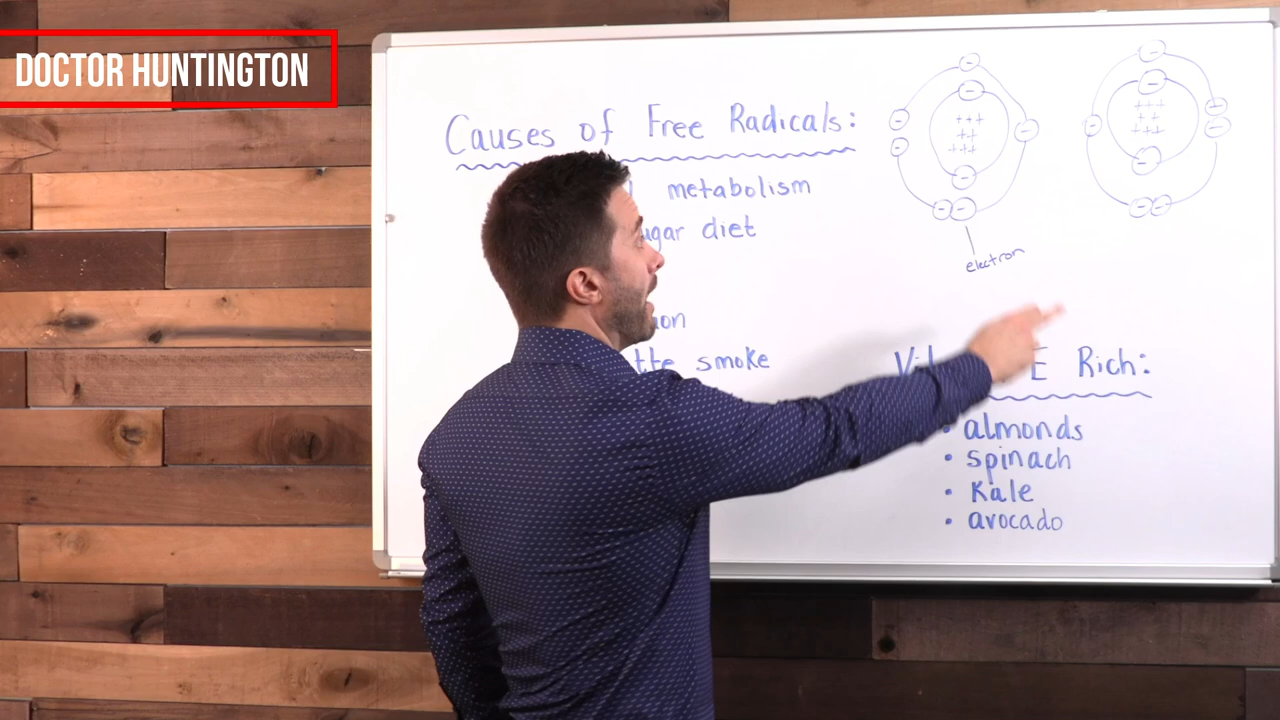 DOCTOR HUNTINGTON
Causes of Free Radicals:
metabolism
diet
smoke
electron
E Rich:
• almonds
• spinach
• Kale
• avocado